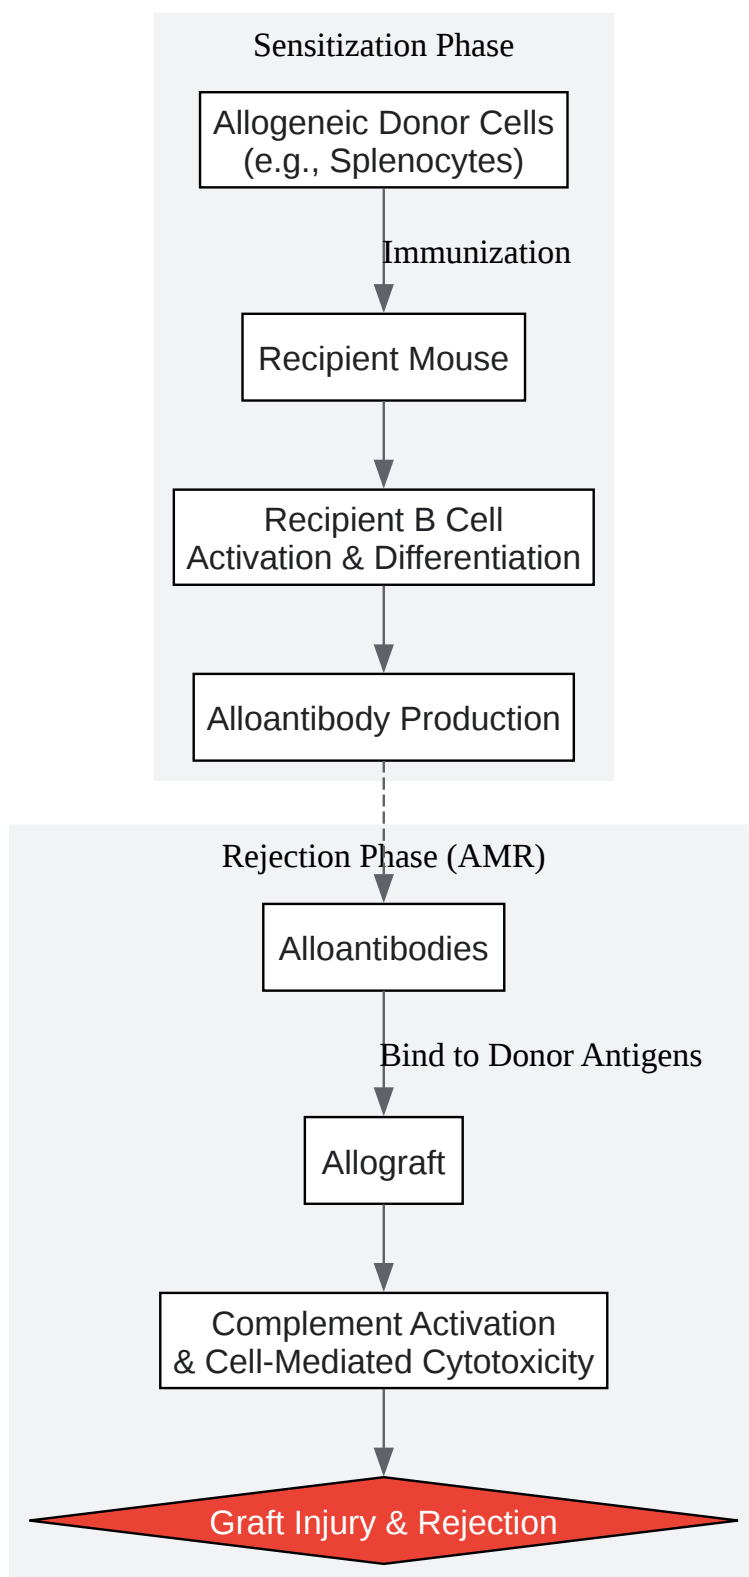 Sensitization Phase
Allogeneic Donor Cells
(e.g., Splenocytes)
Immunization
Recipient Mouse
Recipient B Cell
Activation & Differentiation
Alloantibody Production
Rejection Phase (AMR)
Alloantibodies
Bind to Donor Antigens
Allograft
Complement Activation
& Cell-Mediated Cytotoxicity
Graft Injury & Rejection